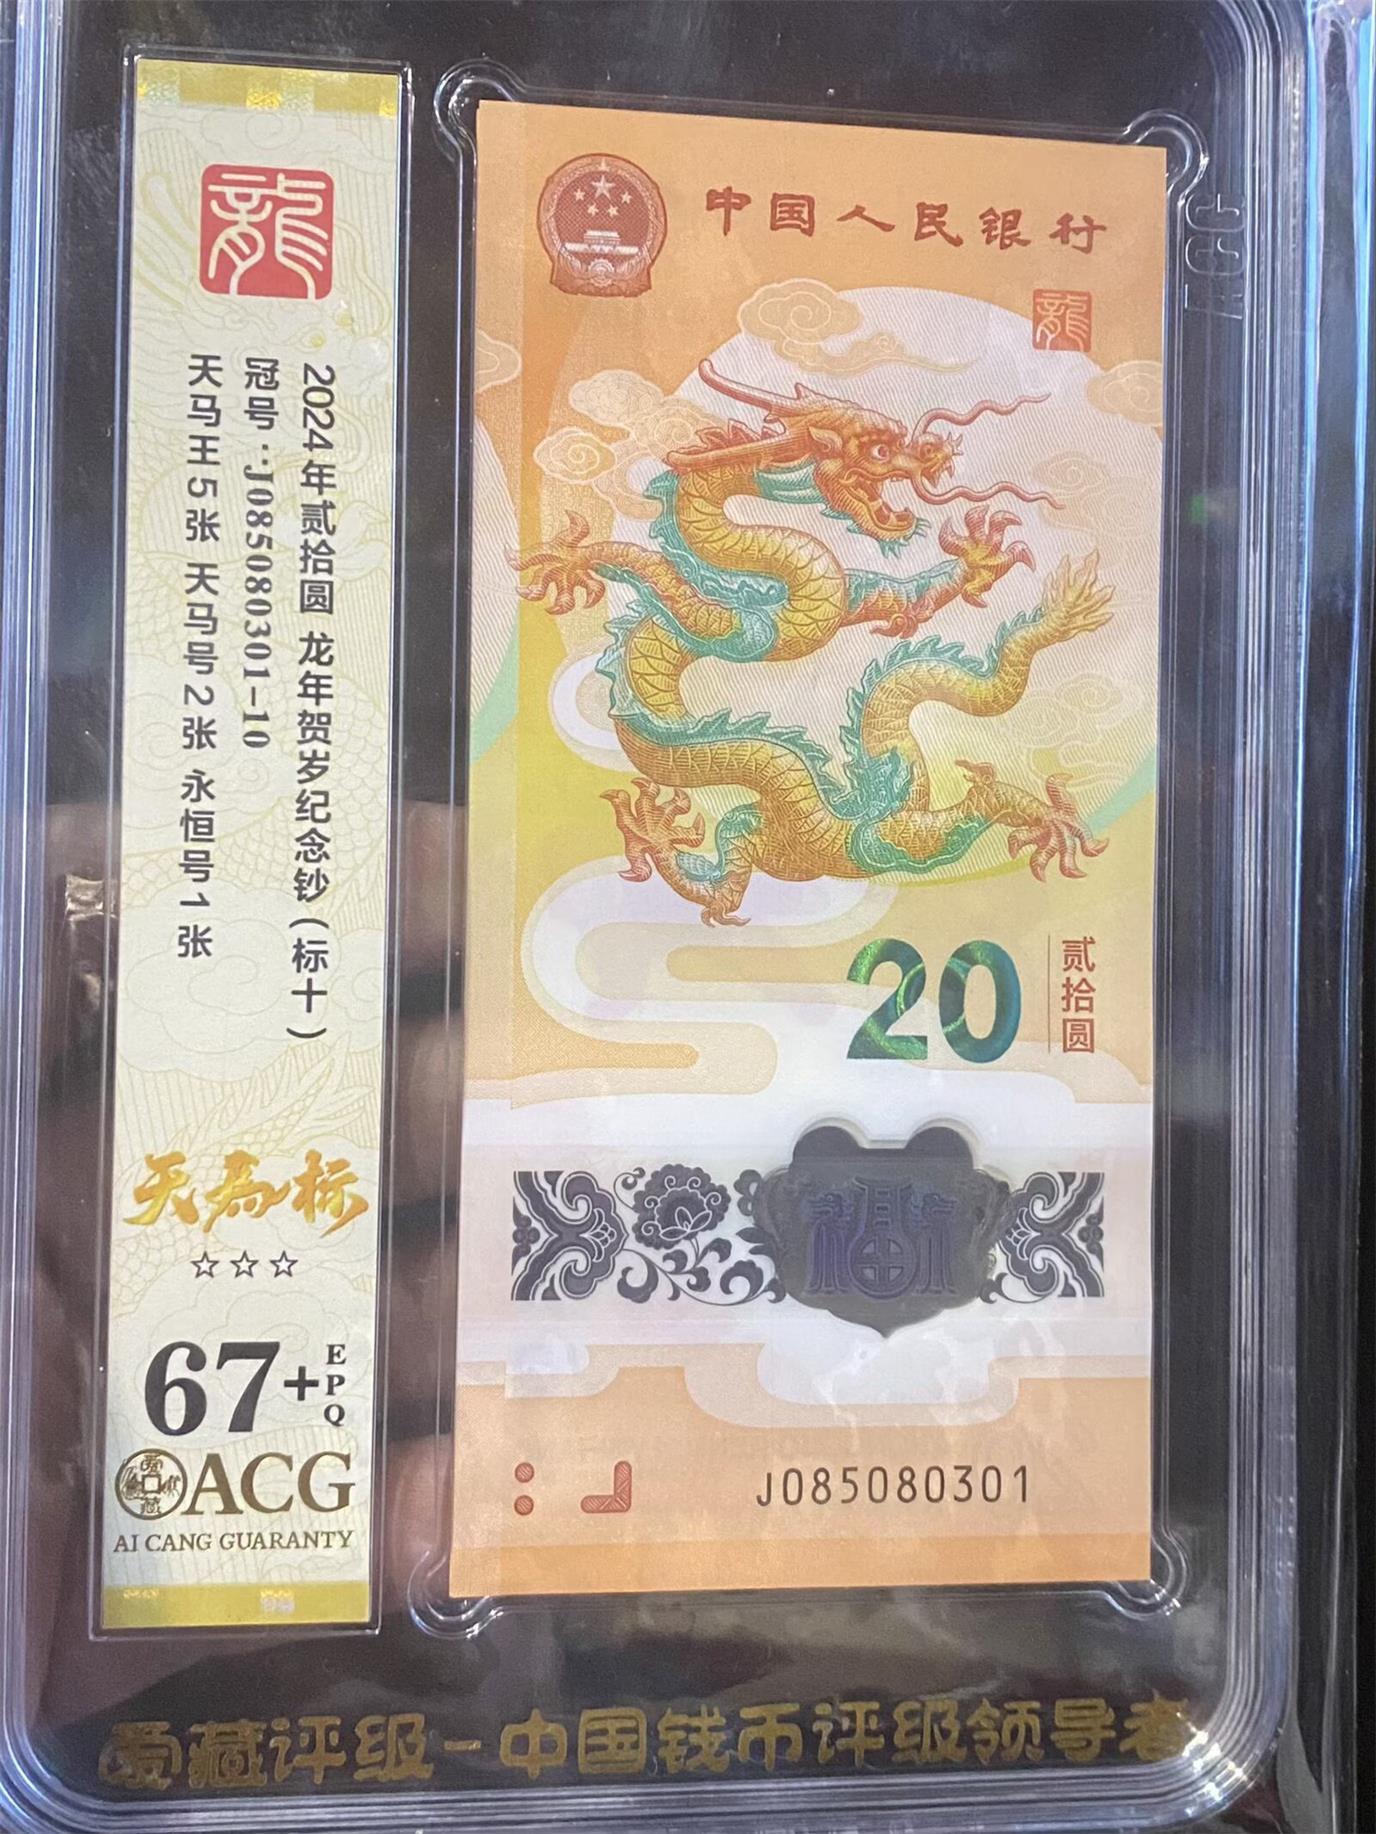 龍
2024年贰拾圆 龙年贺岁纪念钞(标十)
冠号:J085080301-10
天马王5张 天马号2张 永恒号1张
天马标
☆☆☆
67+
EPQ
ACG
AI CANG GUARANTY
中国人民银行
龍
20
贰拾圆
福
J085080301
爱藏评级-中国钱币评级领导者